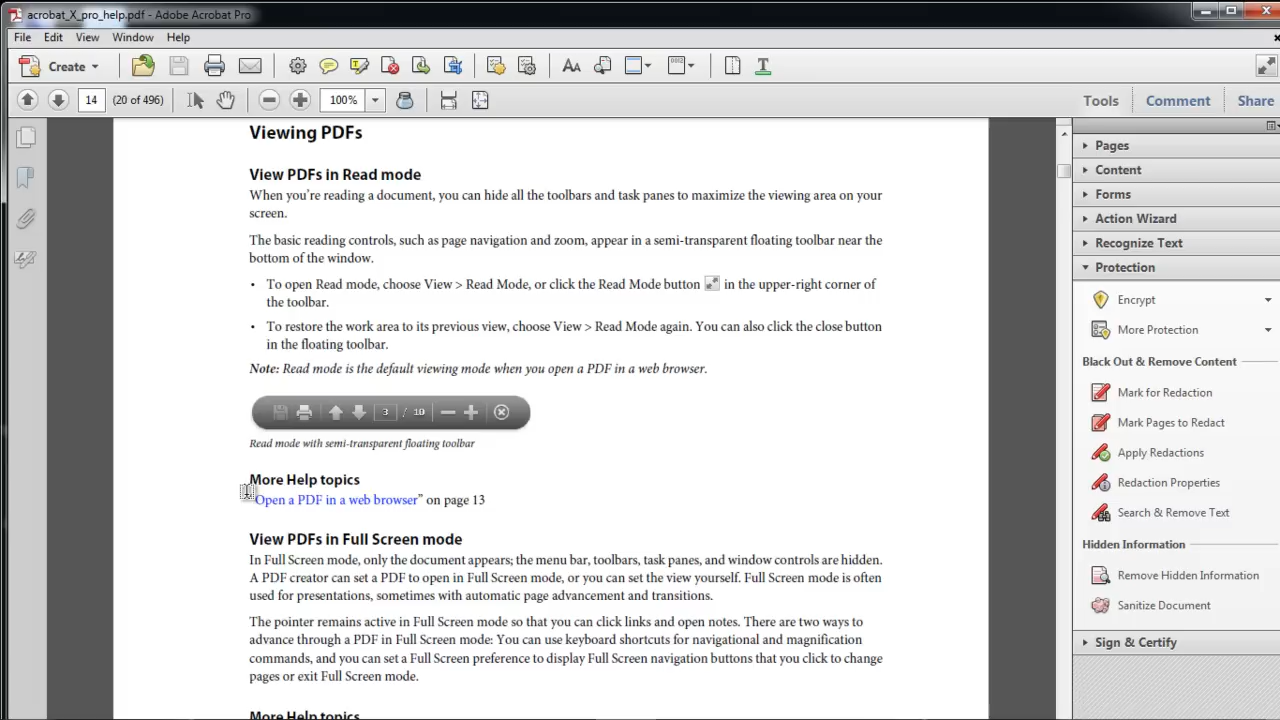 acrobat_X_pro_help.pdf - Adobe Acrobat Pro
File Edit View Window Help
Create
14 (20 of 496) 100% Tools Comment Share
Viewing PDFs
View PDFs in Read mode
When you're reading a document, you can hide all the toolbars and task panes to maximize the viewing area on your
screen.
The basic reading controls, such as page navigation and zoom, appear in a semi-transparent floating toolbar near the
bottom of the window.
• To open Read mode, choose View > Read Mode, or click the Read Mode button in the upper-right corner of
the toolbar.
• To restore the work area to its previous view, choose View > Read Mode again. You can also click the close button
in the floating toolbar.
Note: Read mode is the default viewing mode when you open a PDF in a web browser.
3 / 10
Read mode with semi-transparent floating toolbar
More Help topics
Open a PDF in a web browser” on page 13
View PDFs in Full Screen mode
In Full Screen mode, only the document appears; the menu bar, toolbars, task panes, and window controls are hidden.
A PDF creator can set a PDF to open in Full Screen mode, or you can set the view yourself. Full Screen mode is often
used for presentations, sometimes with automatic page advancement and transitions.
The pointer remains active in Full Screen mode so that you can click links and open notes. There are two ways to
advance through a PDF in Full Screen mode: You can use keyboard shortcuts for navigational and magnification
commands, and you can set a Full Screen preference to display Full Screen navigation buttons that you click to change
pages or exit Full Screen mode.
More Help topics
Pages
Content
Forms
Action Wizard
Recognize Text
Protection
Encrypt
More Protection
Black Out & Remove Content
Mark for Redaction
Mark Pages to Redact
Apply Redactions
Redaction Properties
Search & Remove Text
Hidden Information
Remove Hidden Information
Sanitize Document
Sign & Certify